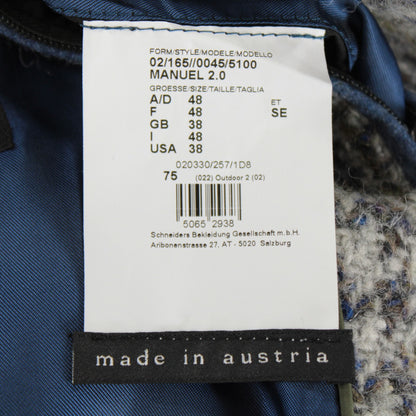 FORM/STYLE/MODELE/MODELLO
02/165//0045/5100
MANUEL 2.0
GROESSE/SIZE/TAILLE/TAGLIA
A/D 48 ET
F 48 SE
GB 38
I 48
USA 38
020330/257/1D8
75 (022) Outdoor 2 (02)
5065 2938
Schneiders Bekleidung Gesellschaft m.b.H.
Aribonenstrasse 27, AT - 5020 Salzburg
made in austria